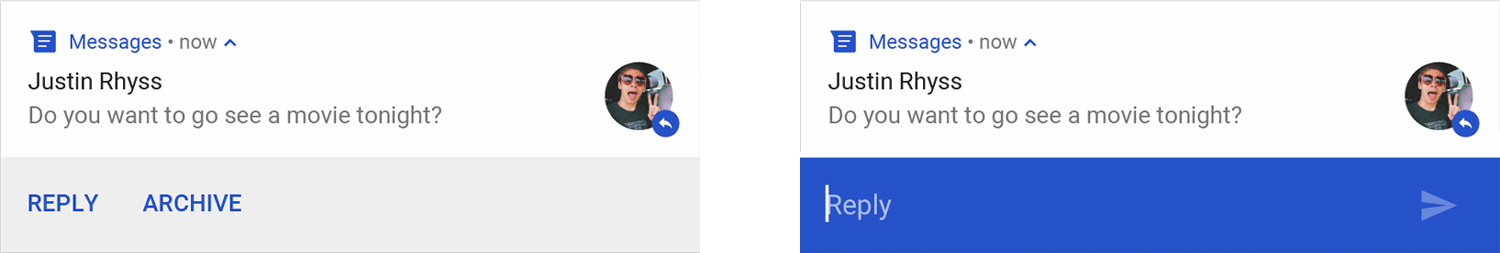 Messages • now
Justin Rhyss
Do you want to go see a movie tonight?
REPLY ARCHIVE
Messages • now
Justin Rhyss
Do you want to go see a movie tonight?
Reply